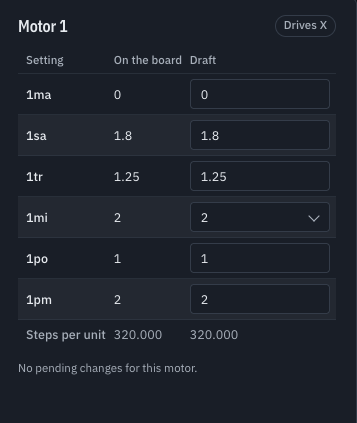 Motor 1 Drives X
Setting On the board Draft
1ma 0 0
1sa 1.8 1.8
1tr 1.25 1.25
1mi 2 2
1po 1 1
1pm 2 2
Steps per unit 320.000 320.000
No pending changes for this motor.